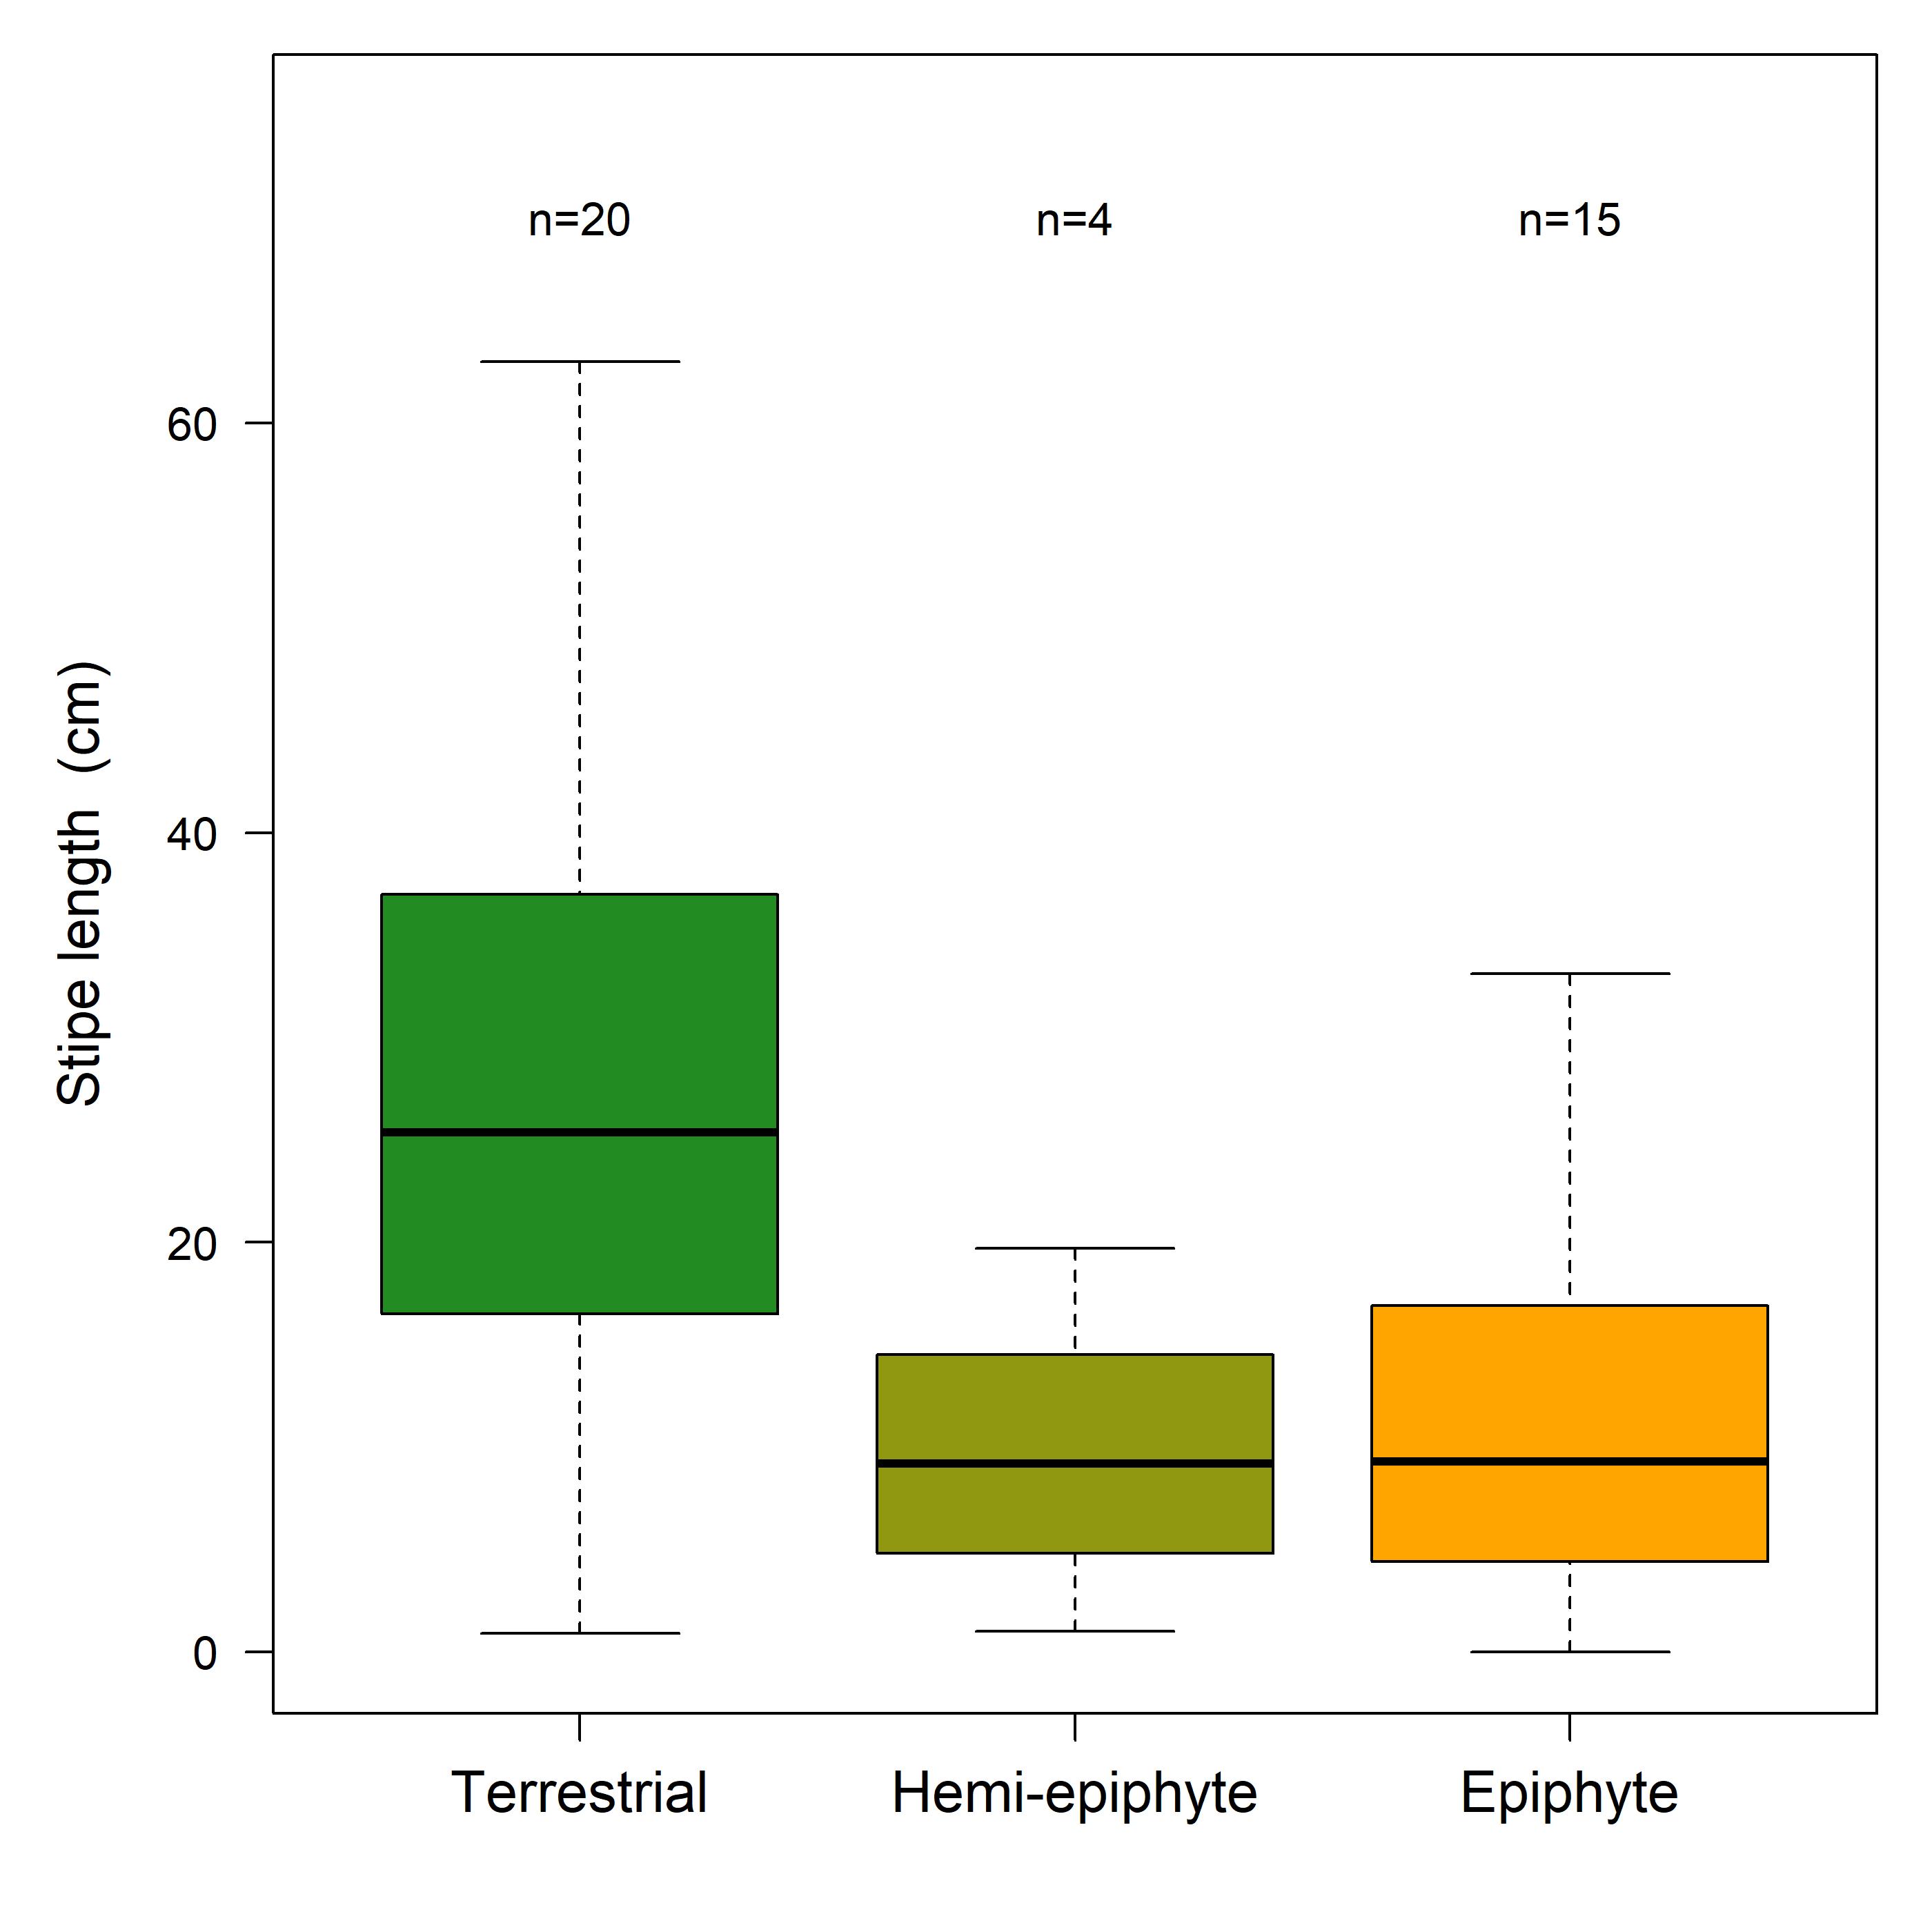 n=20 n=4 n=15
60
40
20
0
Stipe length (cm)
Terrestrial Hemi-epiphyte Epiphyte